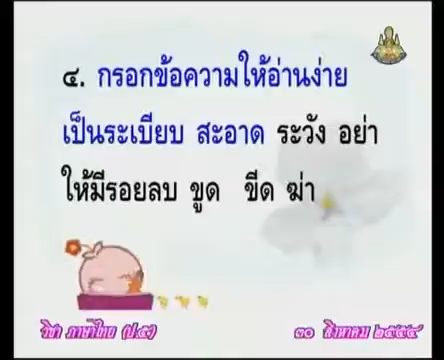 ๔. กรอกข้อความให้อ่านง่าย
เป็นระเบียบ สะอาด ระวัง อย่า
ให้มีรอยลบ ขูด ขีด ฆ่า
วิชา ภาษาไทย (ป.๕)
๓๐ สิงหาคม ๒๕๕๔